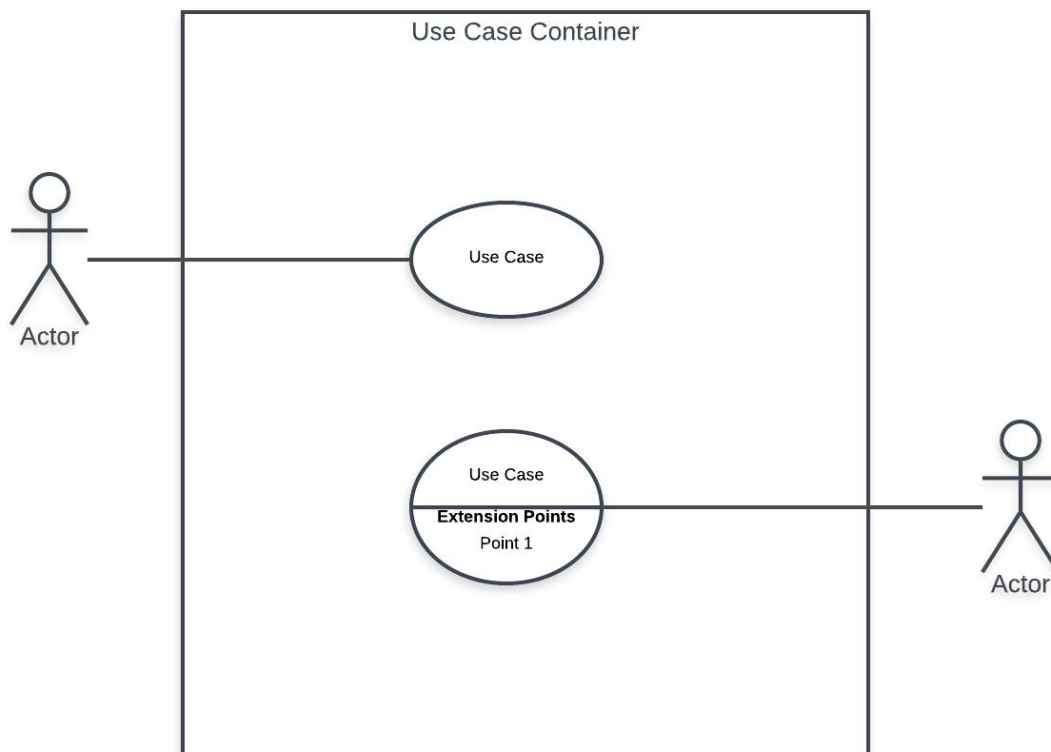 Use Case Container
Use Case
Actor
Use Case
Extension Points
Point 1
Actor